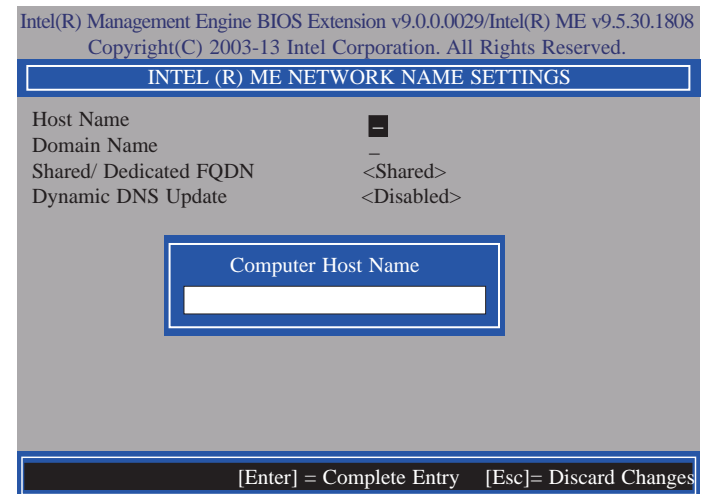 Intel(R) Management Engine BIOS Extension v9.0.0.0029/Intel(R) ME v9.5.30.1808
Copyright(C) 2003-13 Intel Corporation. All Rights Reserved.
INTEL (R) ME NETWORK NAME SETTINGS
Host Name _
Domain Name _
Shared/ Dedicated FQDN <Shared>
Dynamic DNS Update <Disabled>
Computer Host Name
[Enter] = Complete Entry [Esc]= Discard Changes